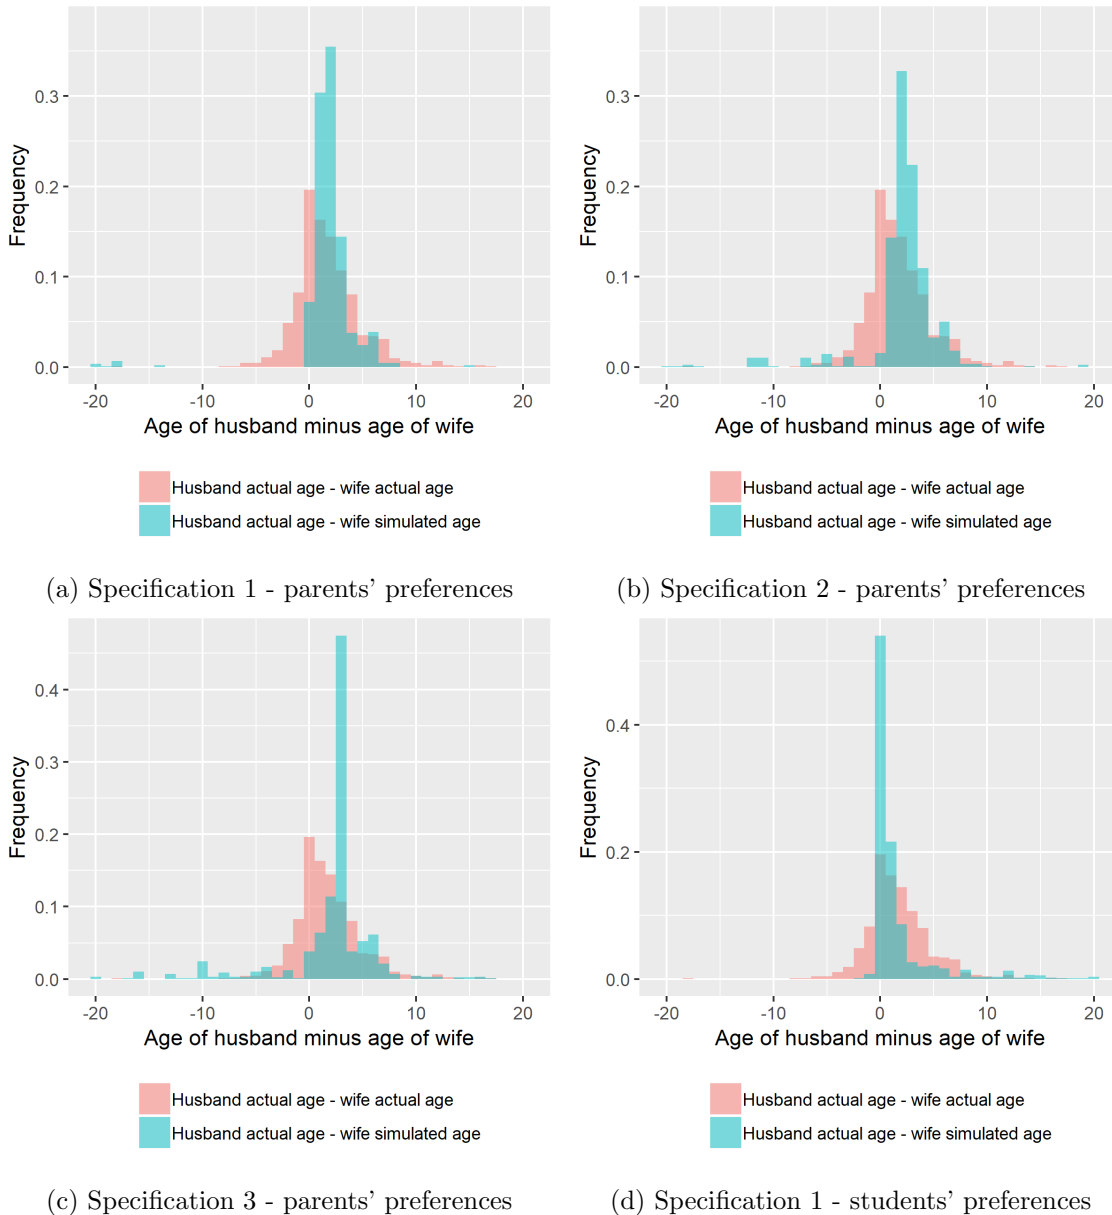 Frequency
0.3
0.2
0.1
0.0
-20 -10 0 10 20
Age of husband minus age of wife
Husband actual age - wife actual age
Husband actual age - wife simulated age
(a) Specification 1 - parents’ preferences
Frequency
0.3
0.2
0.1
0.0
-20 -10 0 10 20
Age of husband minus age of wife
Husband actual age - wife actual age
Husband actual age - wife simulated age
(b) Specification 2 - parents’ preferences
Frequency
0.4
0.3
0.2
0.1
0.0
-20 -10 0 10 20
Age of husband minus age of wife
Husband actual age - wife actual age
Husband actual age - wife simulated age
(c) Specification 3 - parents’ preferences
Frequency
0.4
0.2
0.0
-20 -10 0 10 20
Age of husband minus age of wife
Husband actual age - wife actual age
Husband actual age - wife simulated age
(d) Specification 1 - students’ preferences